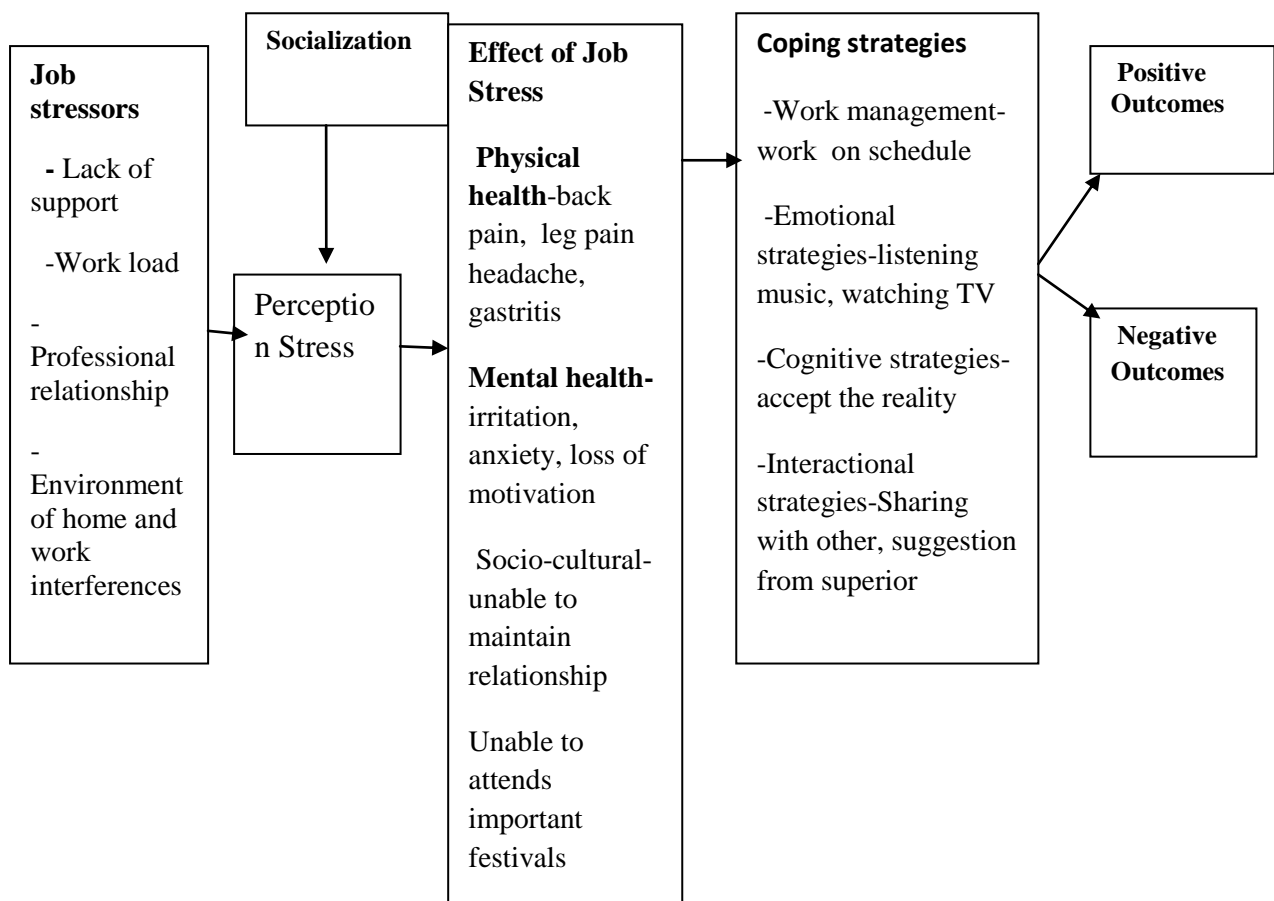 Job
stressors
- Lack of
support
-Work load
-
Professional
relationship
-
Environment
of home and
work
interferences
Socialization
Perceptio
n Stress
Effect of Job
Stress
Physical
health-back
pain, leg pain
headache,
gastritis
Mental health-
irritation,
anxiety, loss of
motivation
Socio-cultural-
unable to
maintain
relationship
Unable to
attends
important
festivals
Coping strategies
-Work management-
work on schedule
-Emotional
strategies-listening
music, watching TV
-Cognitive strategies-
accept the reality
-Interactional
strategies-Sharing
with other, suggestion
from superior
Positive
Outcomes
Negative
Outcomes